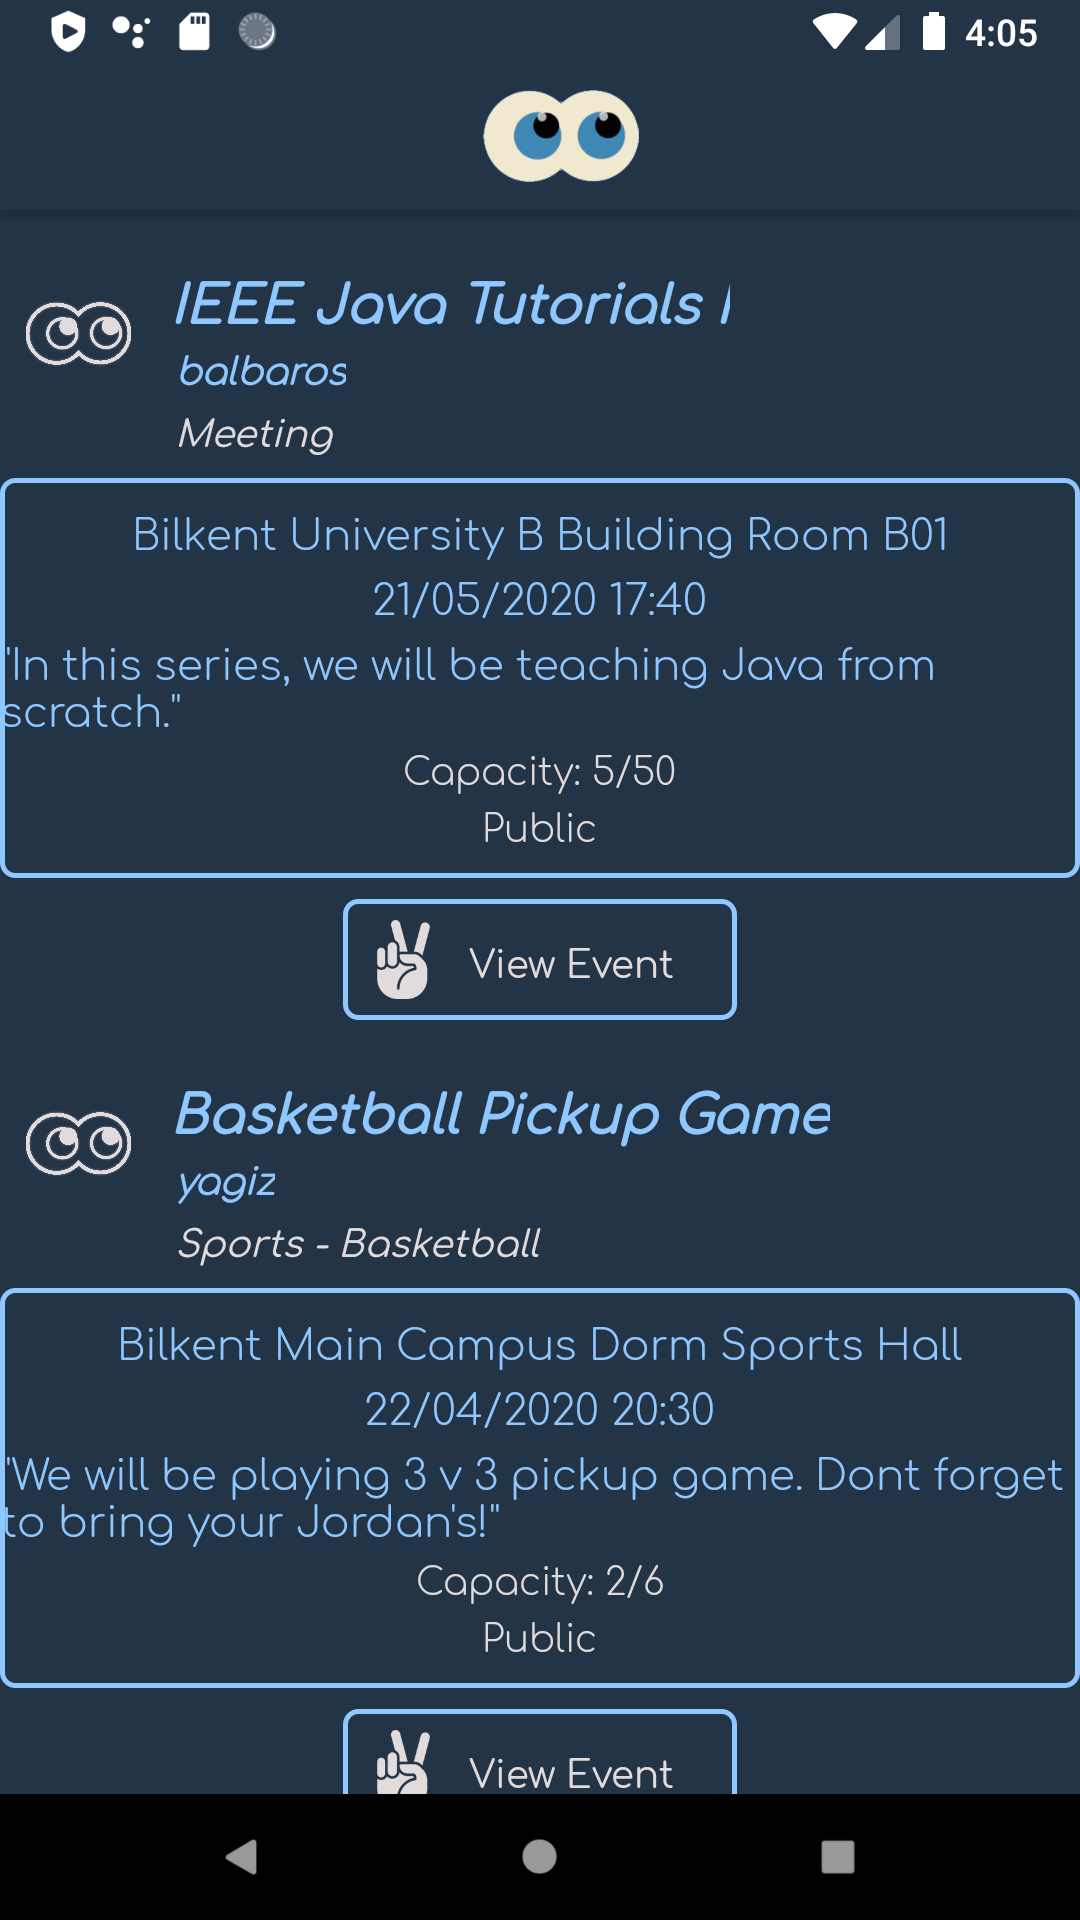 4:05
IEEE Java Tutorials I
balbaros
Meeting
Bilkent University B Building Room B01
21/05/2020 17:40
"In this series, we will be teaching Java from
scratch."
Capacity: 5/50
Public
View Event
Basketball Pickup Game
yagiz
Sports - Basketball
Bilkent Main Campus Dorm Sports Hall
22/04/2020 20:30
"We will be playing 3 v 3 pickup game. Dont forget
to bring your Jordan's!"
Capacity: 2/6
Public
View Event